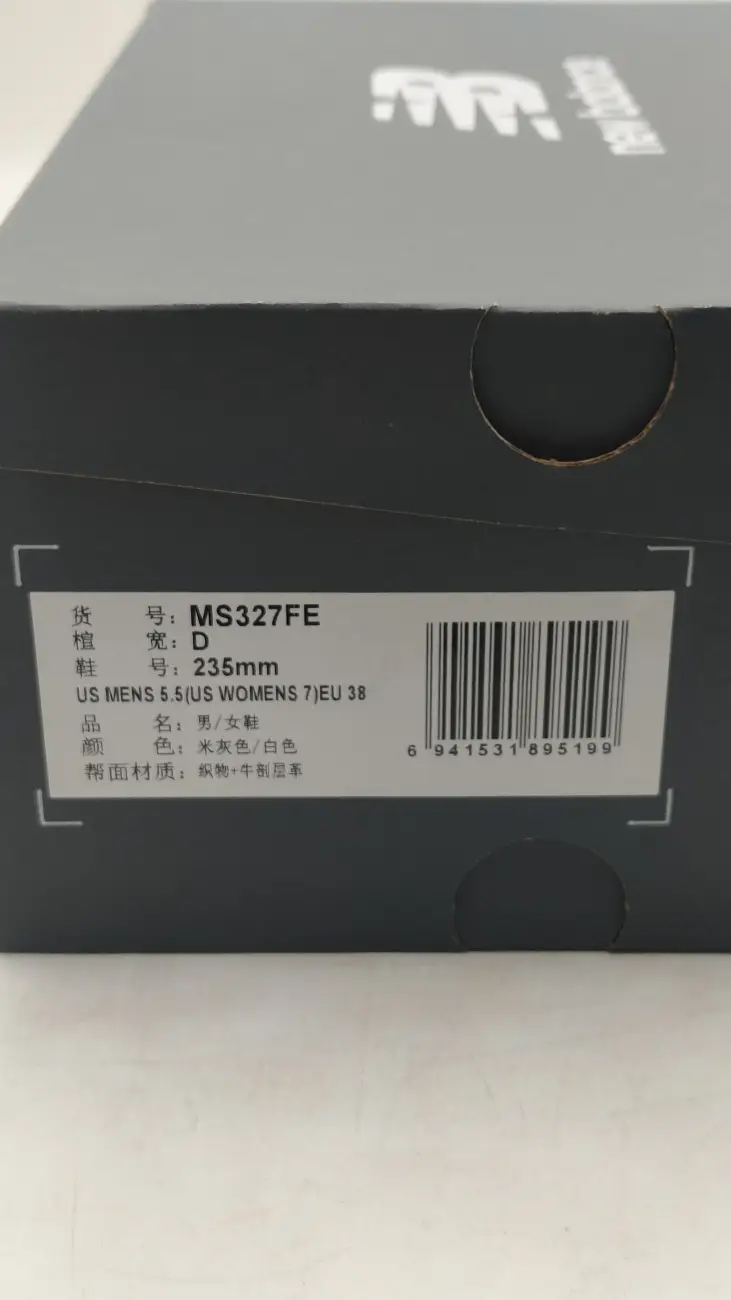 new balance
货 号：MS327FE
楦 宽：D
鞋 号：235mm
US MENS 5.5(US WOMENS 7)EU 38
品 名：男/女鞋
颜 色：米灰色/白色
帮面材质：织物+牛剖层革
6 941531 895199